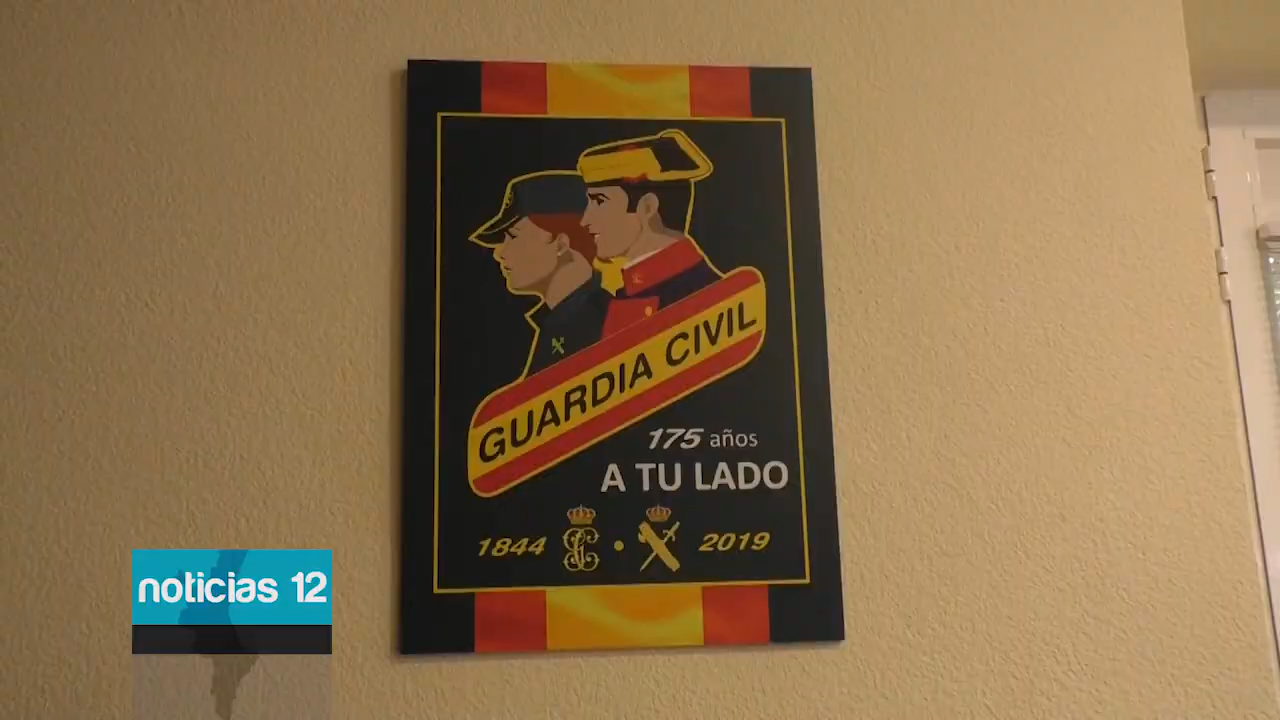 GUARDIA CIVIL
175 años
A TU LADO
1844 2019
noticias 12